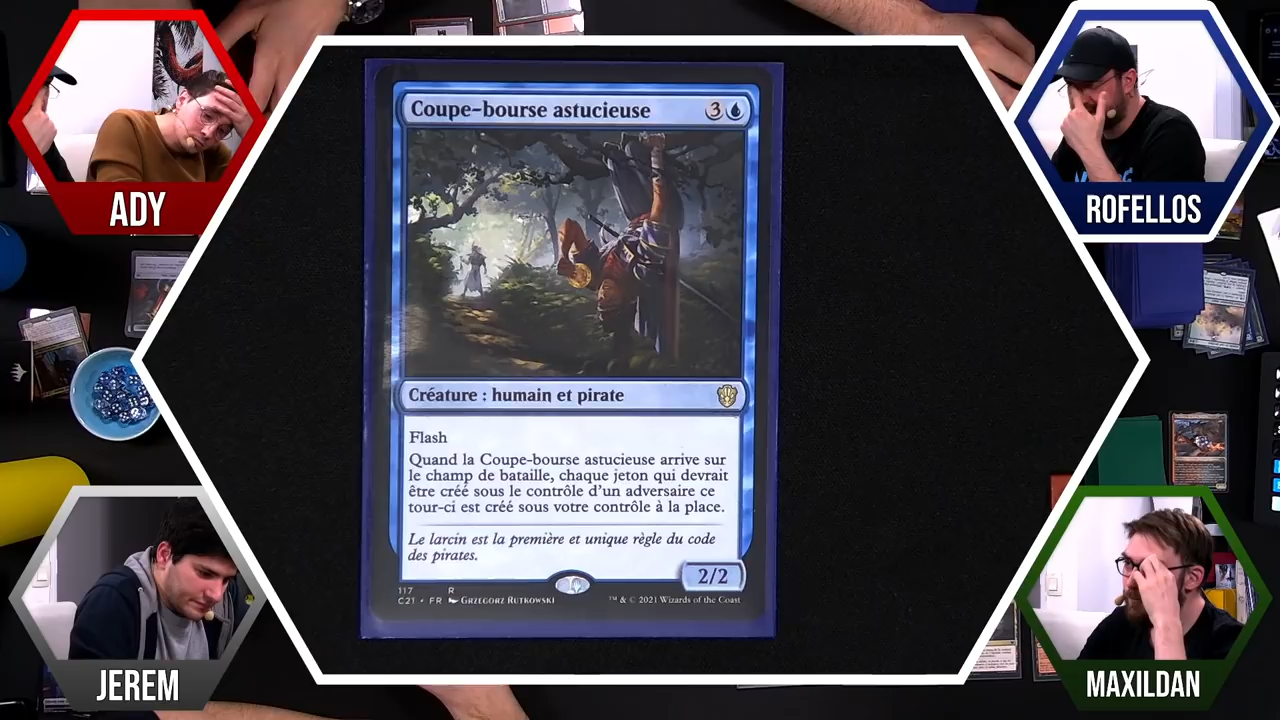 Coupe-bourse astucieuse 3
Créature : humain et pirate
Flash
Quand la Coupe-bourse astucieuse arrive sur
le champ de bataille, chaque jeton qui devrait
être créé sous le contrôle d'un adversaire ce
tour-ci est créé sous votre contrôle à la place.
Le larcin est la première et unique règle du code
des pirates.
2/2
117 R
C21 • FR Grzegorz Rutkowski
™ & © 2021 Wizards of the Coast
ADY
ROFELLOS
JEREM
MAXILDAN